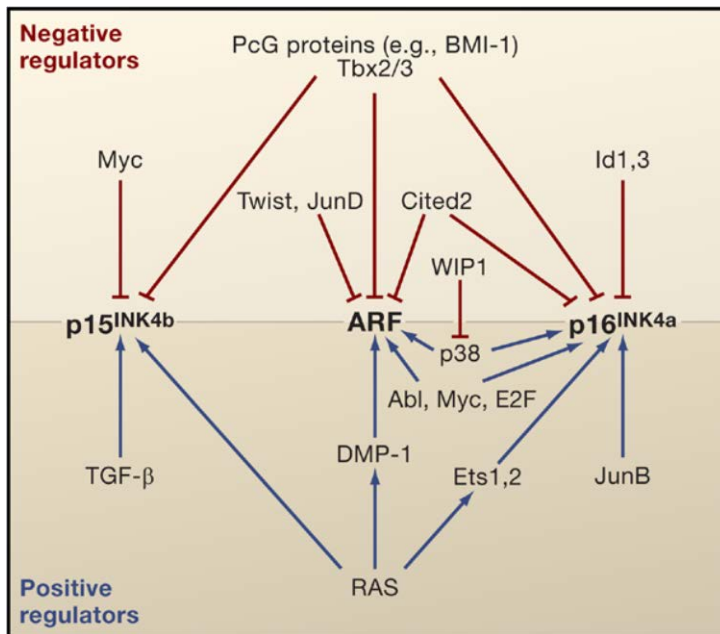 Negative
regulators
PcG proteins (e.g., BMI-1)
Tbx2/3
Myc
Id1,3
Twist, JunD
Cited2
WIP1
p15INK4b
ARF
p16INK4a
p38
Abl, Myc, E2F
DMP-1
TGF-β
Ets1,2
JunB
RAS
Positive
regulators